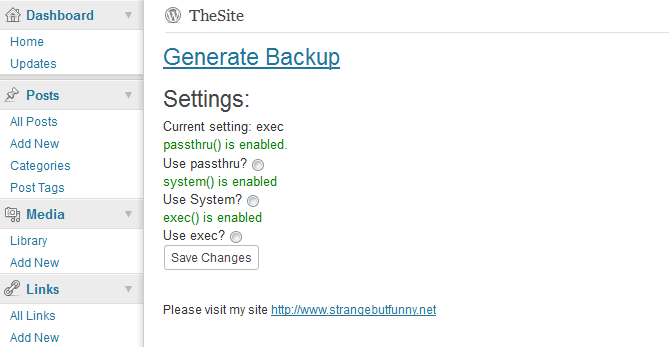 Dashboard
Home
Updates
Posts
All Posts
Add New
Categories
Post Tags
Media
Library
Add New
Links
All Links
Add New
TheSite
Generate Backup
Settings:
Current setting: exec
passthru() is enabled.
Use passthru?
system() is enabled
Use System?
exec() is enabled
Use exec?
Save Changes
Please visit my site http://www.strangebutfunny.net